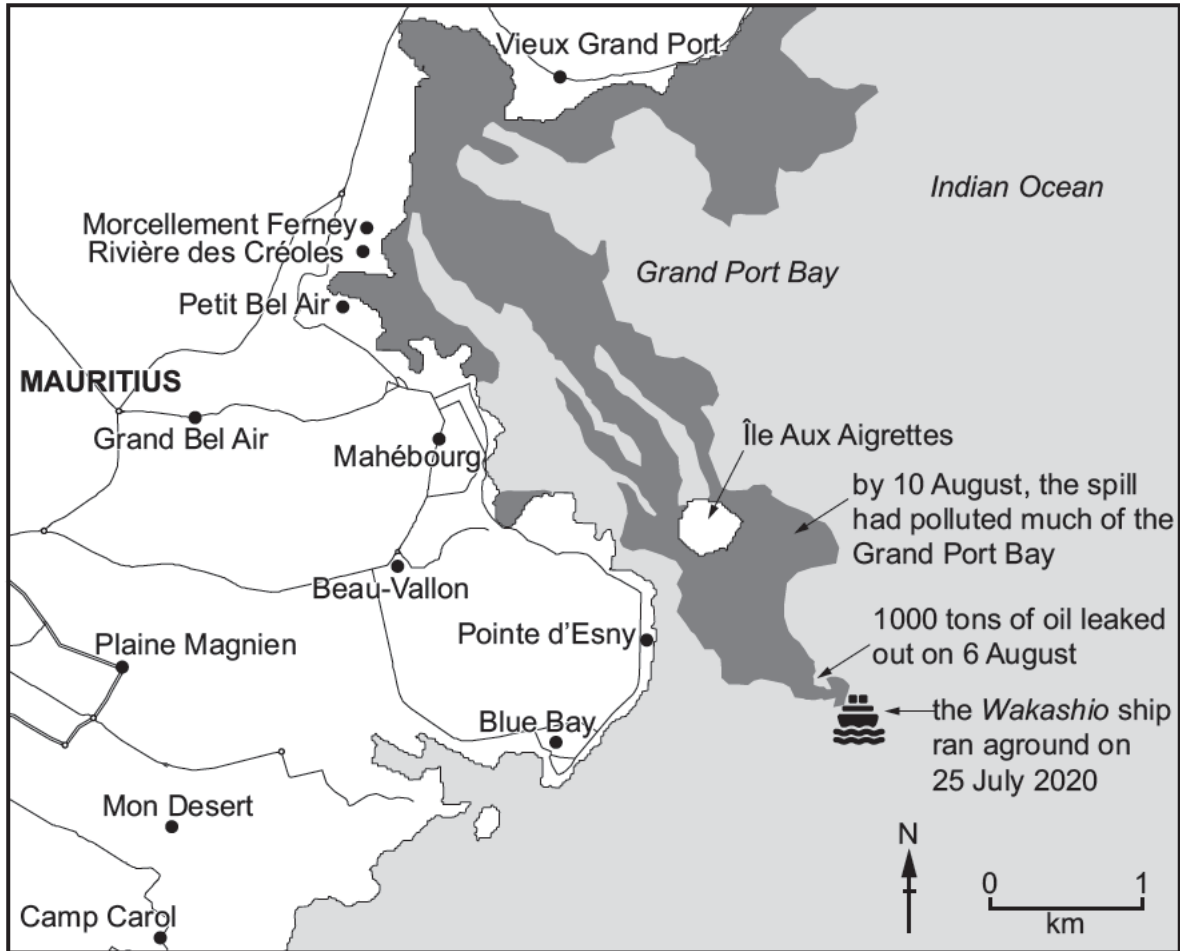 Vieux Grand Port
Indian Ocean
Morcellement Ferney
Rivière des Créoles
Grand Port Bay
Petit Bel Air
MAURITIUS
Grand Bel Air
Mahébourg
Île Aux Aigrettes
by 10 August, the spill
had polluted much of the
Grand Port Bay
Beau-Vallon
1000 tons of oil leaked
out on 6 August
Pointe d’Esny
Plaine Magnien
Blue Bay
the Wakashio ship
ran aground on
25 July 2020
Mon Desert
N
0 1
km
Camp Carol